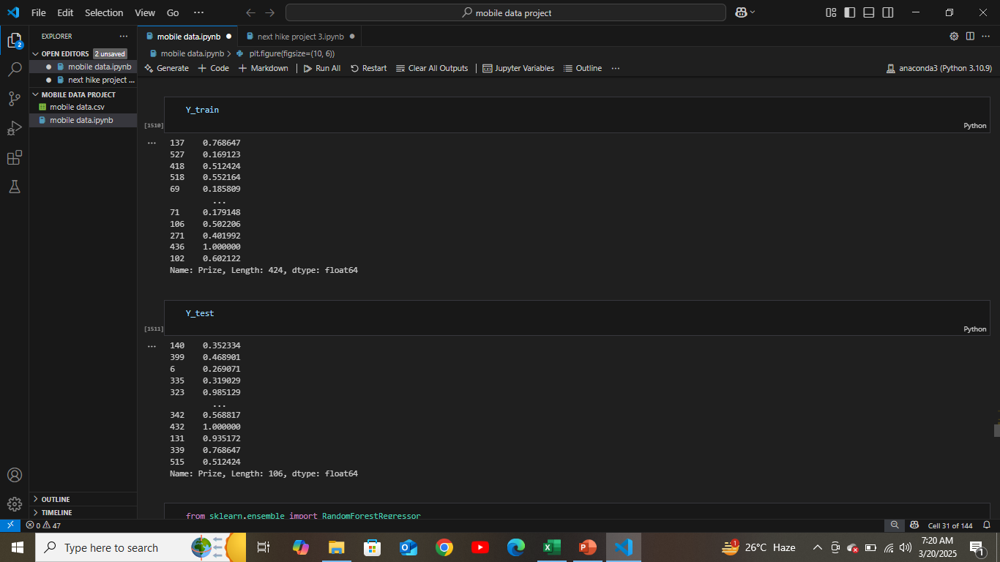 File Edit Selection View Go ··· mobile data project
EXPLORER ···
OPEN EDITORS 2 unsaved
mobile data.ipynb
next hike project ...
MOBILE DATA PROJECT
mobile data.csv
mobile data.ipynb
OUTLINE
TIMELINE
mobile data.ipynb next hike project 3.ipynb ···
mobile data.ipynb > plt.figure(figsize=(10, 6))
Generate + Code + Markdown Run All Restart Clear All Outputs Jupyter Variables Outline ··· anaconda3 (Python 3.10.9)
Y_train
[1510] Python
... 137 0.768647
527 0.169123
418 0.512424
518 0.552164
69 0.185809
...
71 0.179148
106 0.502206
271 0.401992
436 1.000000
102 0.602122
Name: Prize, Length: 424, dtype: float64
Y_test
[1511] Python
... 140 0.352334
399 0.468901
6 0.269071
335 0.319029
323 0.985129
...
342 0.568817
432 1.000000
131 0.935172
339 0.768647
515 0.512424
Name: Prize, Length: 106, dtype: float64
from sklearn.ensemble import RandomForestRegressor
0 47 Cell 31 of 144
Type here to search 1 26°C Haze 7:20 AM
3/20/2025 1
2